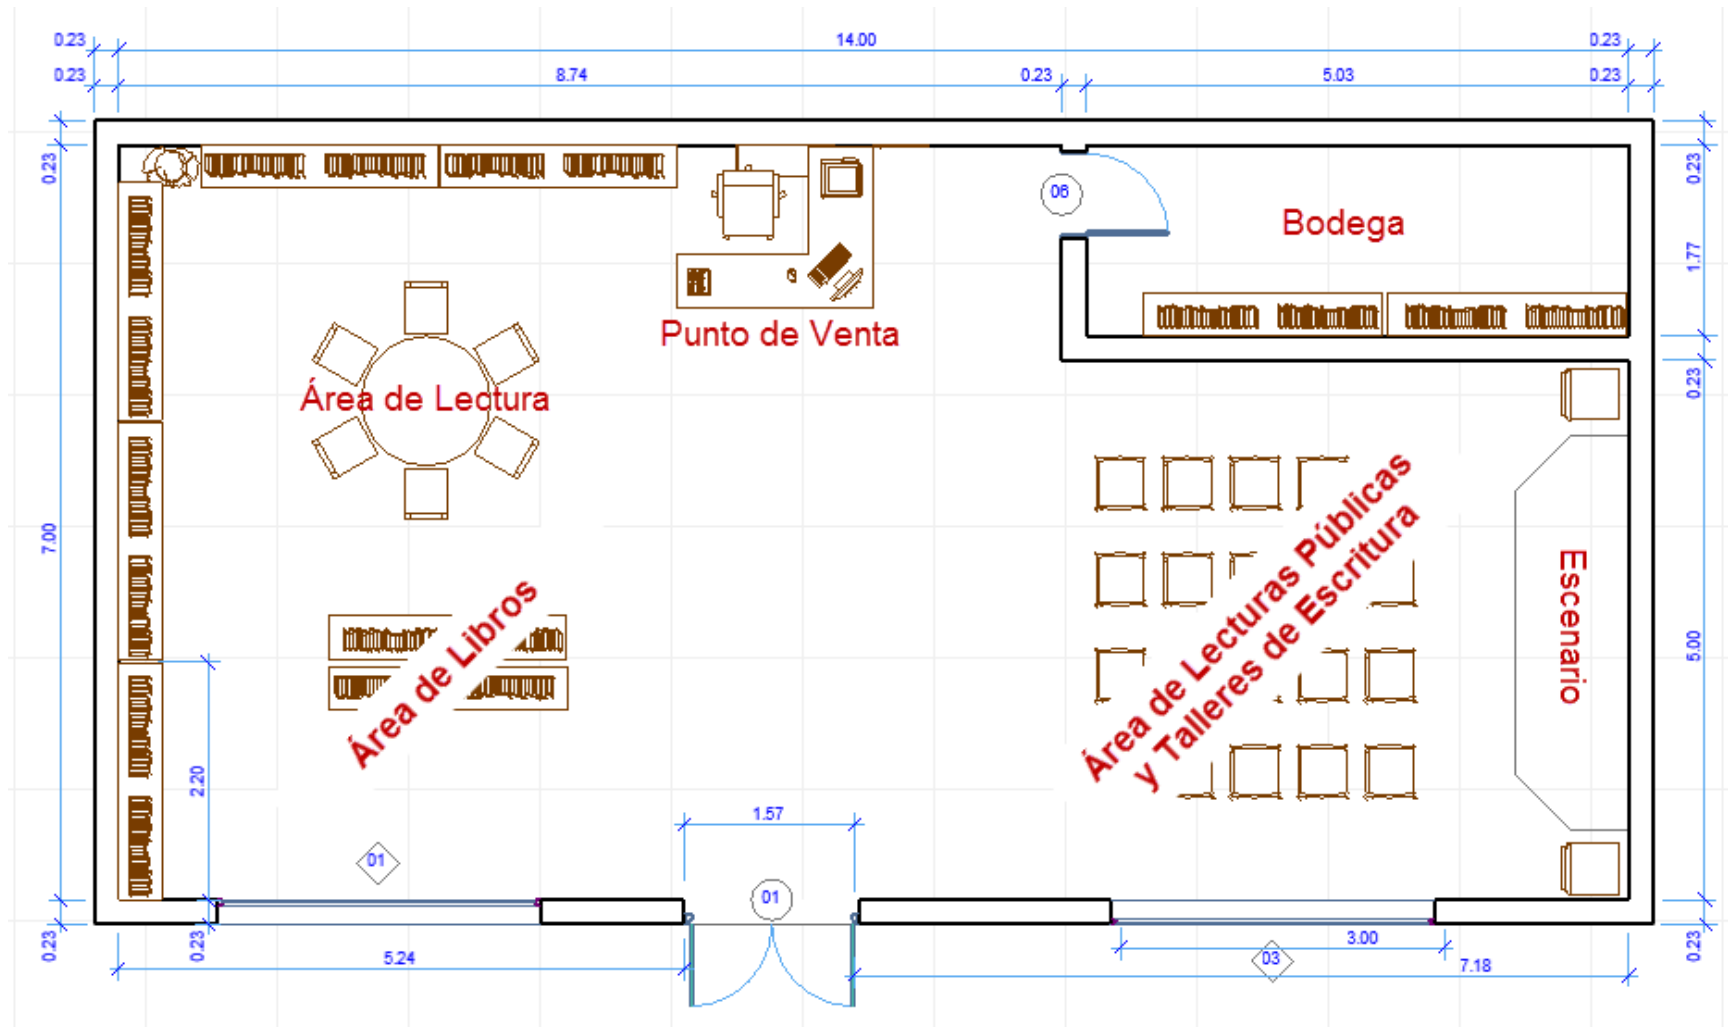 0.23 14.00 0.23
0.23 8.74 0.23 5.03 0.23
0.23
0.23
06
Bodega
1.77
Punto de Venta
Área de Lectura
0.23
7.00
Área de Lecturas Públicas
y Talleres de Escritura
Escenario
Área de Libros
5.00
2.20
1.57
01
01
0.23
0.23
5.24
3.00
03
7.18
0.23